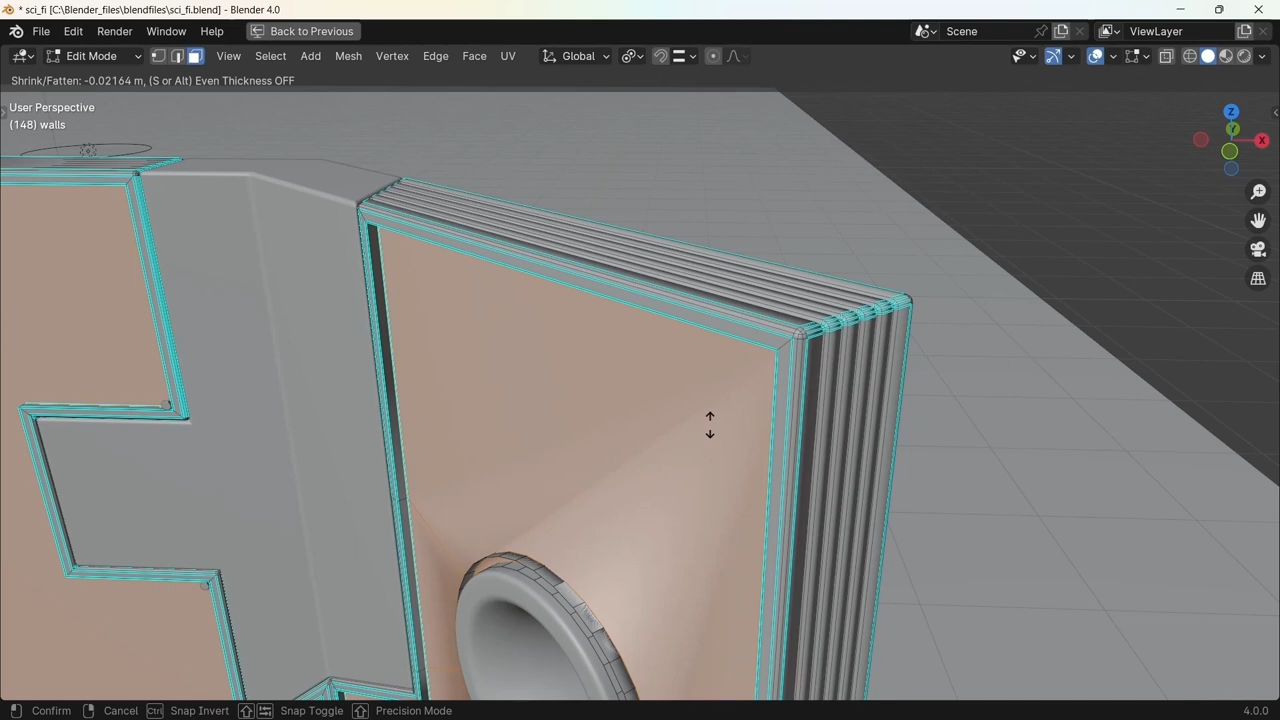 * sci_fi [C:\Blender_files\blendfiles\sci_fi.blend] - Blender 4.0
File Edit Render Window Help Back to Previous Scene ViewLayer
Edit Mode View Select Add Mesh Vertex Edge Face UV Global
Shrink/Fatten: -0.02164 m, (S or Alt) Even Thickness OFF
User Perspective
(148) walls
Z
Y
X
Confirm Cancel Ctrl Snap Invert Snap Toggle Precision Mode 4.0.0